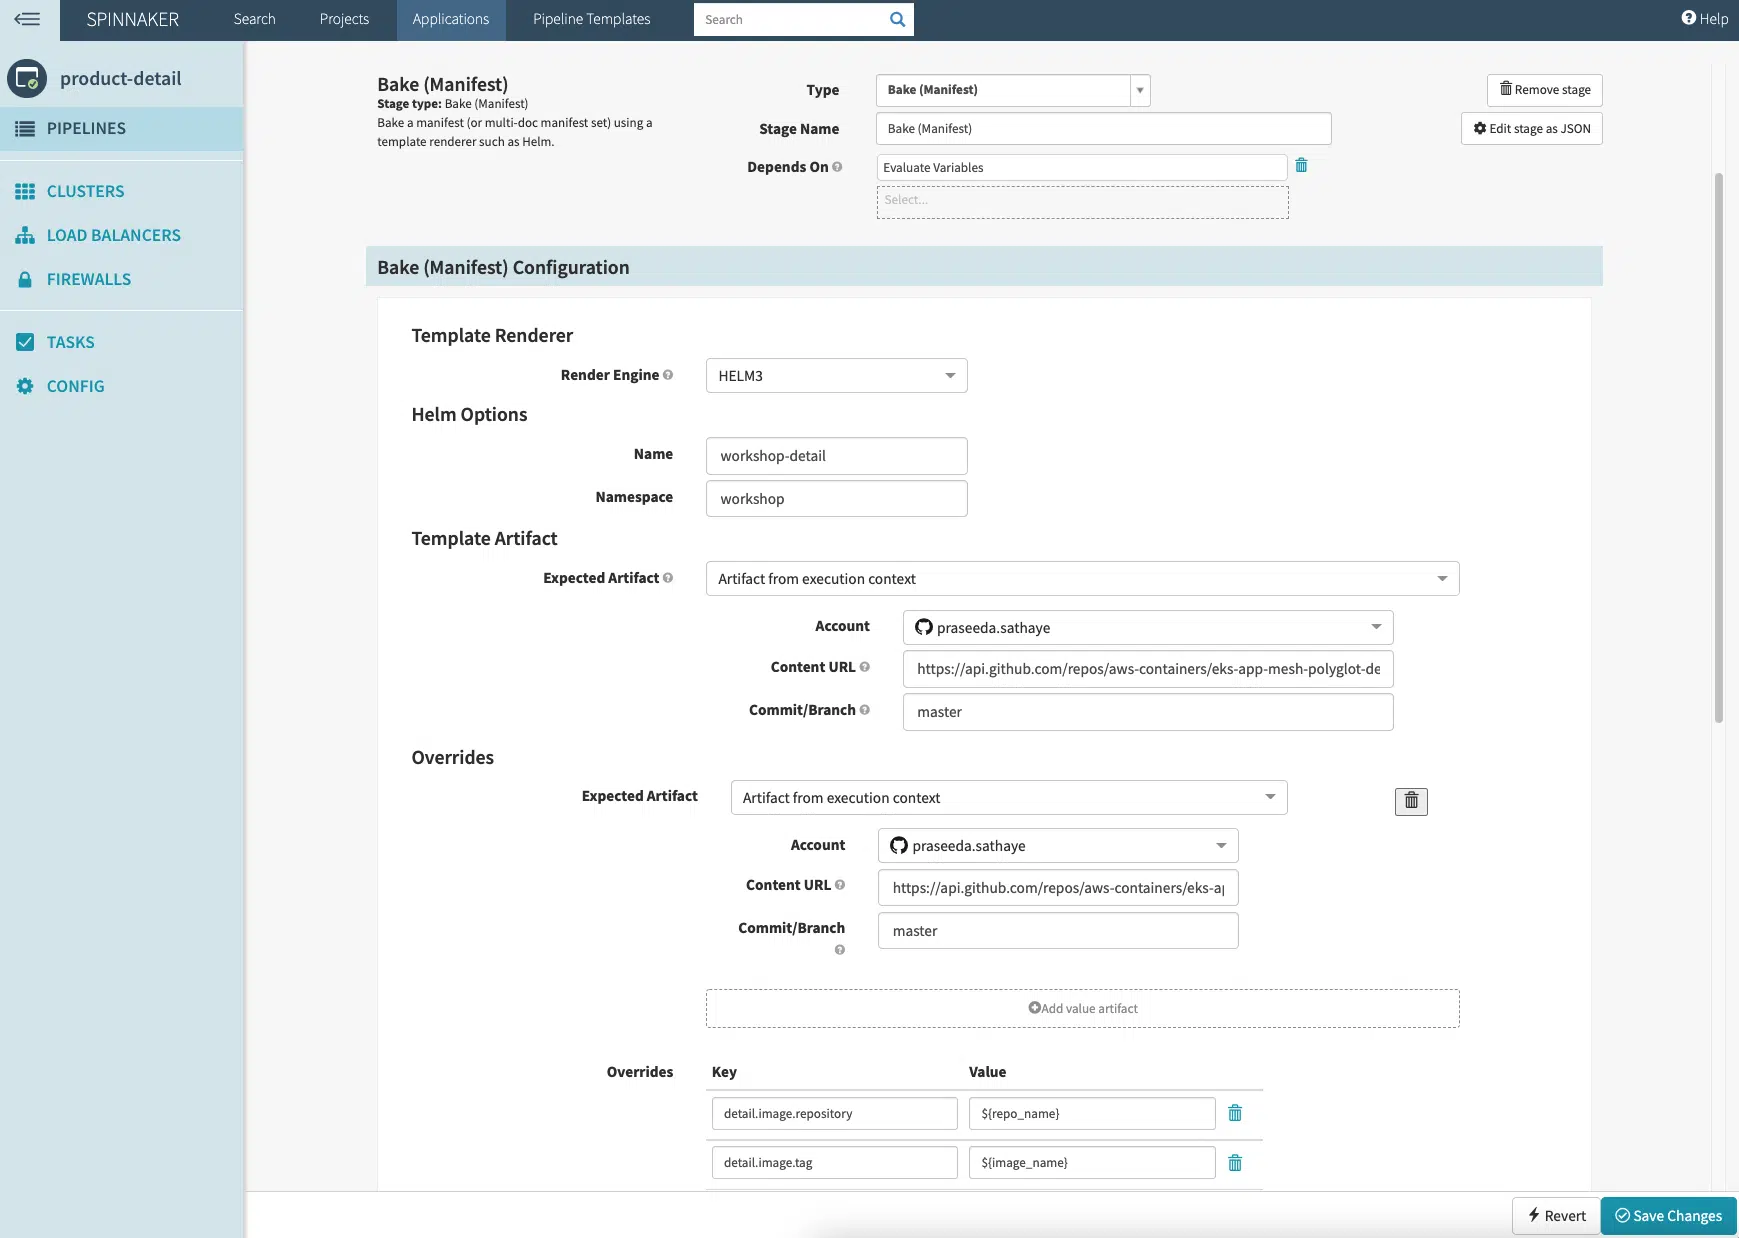 SPINNAKER Search Projects Applications Pipeline Templates Search Help
product-detail
PIPELINES
CLUSTERS
LOAD BALANCERS
FIREWALLS
TASKS
CONFIG
Bake (Manifest)
Stage type: Bake (Manifest)
Bake a manifest (or multi-doc manifest set) using a
template renderer such as Helm.
Type Bake (Manifest)
Stage Name Bake (Manifest)
Depends On Evaluate Variables
Select...
Remove stage
Edit stage as JSON
Bake (Manifest) Configuration
Template Renderer
Render Engine HELM3
Helm Options
Name workshop-detail
Namespace workshop
Template Artifact
Expected Artifact Artifact from execution context
Account praseeda.sathaye
Content URL https://api.github.com/repos/aws-containers/eks-app-mesh-polyglot-de
Commit/Branch master
Overrides
Expected Artifact Artifact from execution context
Account praseeda.sathaye
Content URL https://api.github.com/repos/aws-containers/eks-ap
Commit/Branch master
Add value artifact
Overrides Key Value
detail.image.repository ${repo_name}
detail.image.tag ${image_name}
Revert Save Changes